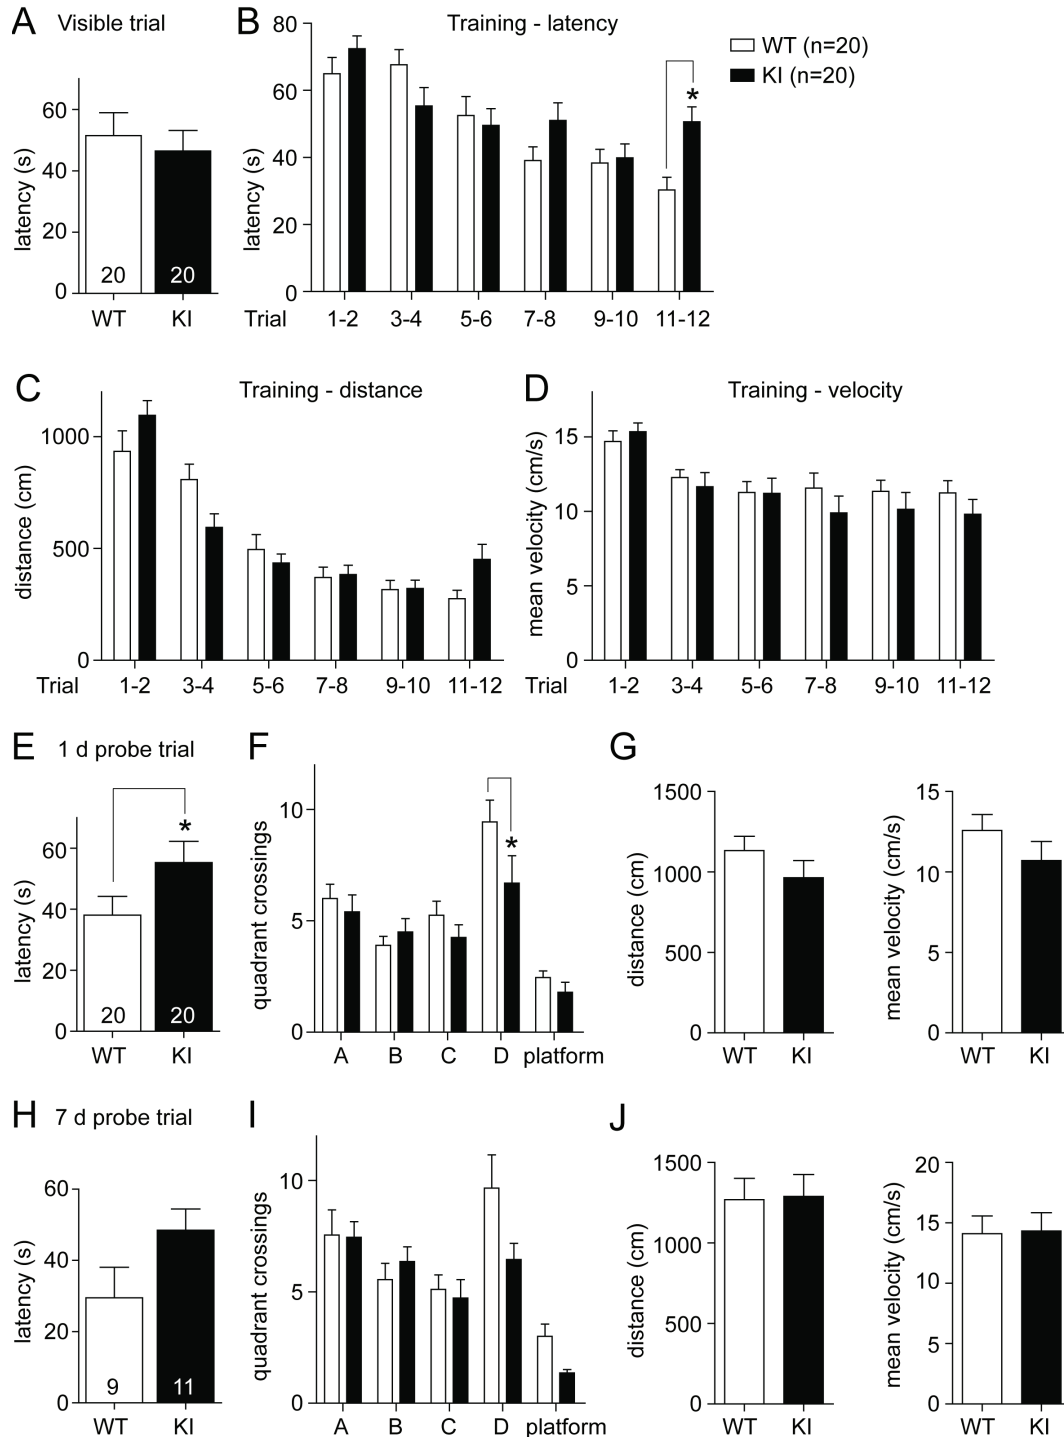 A Visible trial
latency (s)
60
40
20
0
20 20
WT KI
B Training - latency
latency (s)
80
60
40
20
0
*
Trial 1-2 3-4 5-6 7-8 9-10 11-12
WT (n=20)
KI (n=20)
C Training - distance
distance (cm)
1000
500
0
Trial 1-2 3-4 5-6 7-8 9-10 11-12
D Training - velocity
mean velocity (cm/s)
15
10
5
0
Trial 1-2 3-4 5-6 7-8 9-10 11-12
E 1 d probe trial
latency (s)
60
40
20
0
*
20 20
WT KI
F
quadrant crossings
10
5
0
*
A B C D platform
G
distance (cm)
1500
1000
500
0
WT KI
mean velocity (cm/s)
15
10
5
0
WT KI
H 7 d probe trial
latency (s)
60
40
20
0
9 11
WT KI
I
quadrant crossings
10
5
0
A B C D platform
J
distance (cm)
1500
1000
500
0
WT KI
mean velocity (cm/s)
20
15
10
5
0
WT KI